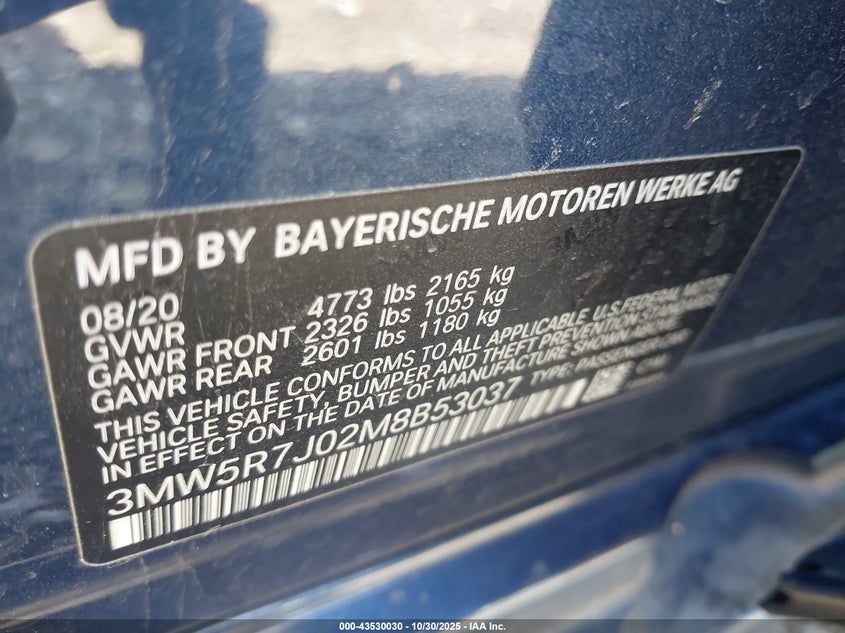 MFD BY BAYERISCHE MOTOREN WERKE AG
08/20
GVWR 4773 lbs 2165 kg
GAWR FRONT 2326 lbs 1055 kg
GAWR REAR 2601 lbs 1180 kg
THIS VEHICLE CONFORMS TO ALL APPLICABLE U.S. FEDERAL MOTOR
VEHICLE SAFETY, BUMPER AND THEFT PREVENTION STANDARDS
IN EFFECT ON THE DATE OF MANUFACTURE SHOWN ABOVE.
3MW5R7J02M8B53037 TYPE: PASSENGER CAR
000-43530030 - 10/30/2025 - IAA Inc.